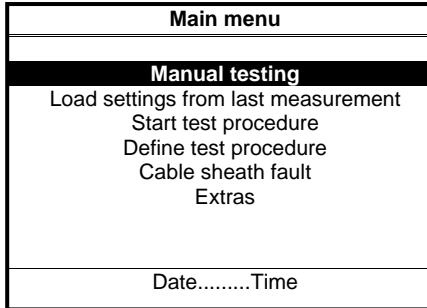 Main menu
Manual testing
Load settings from last measurement
Start test procedure
Define test procedure
Cable sheath fault
Extras
Date.........Time